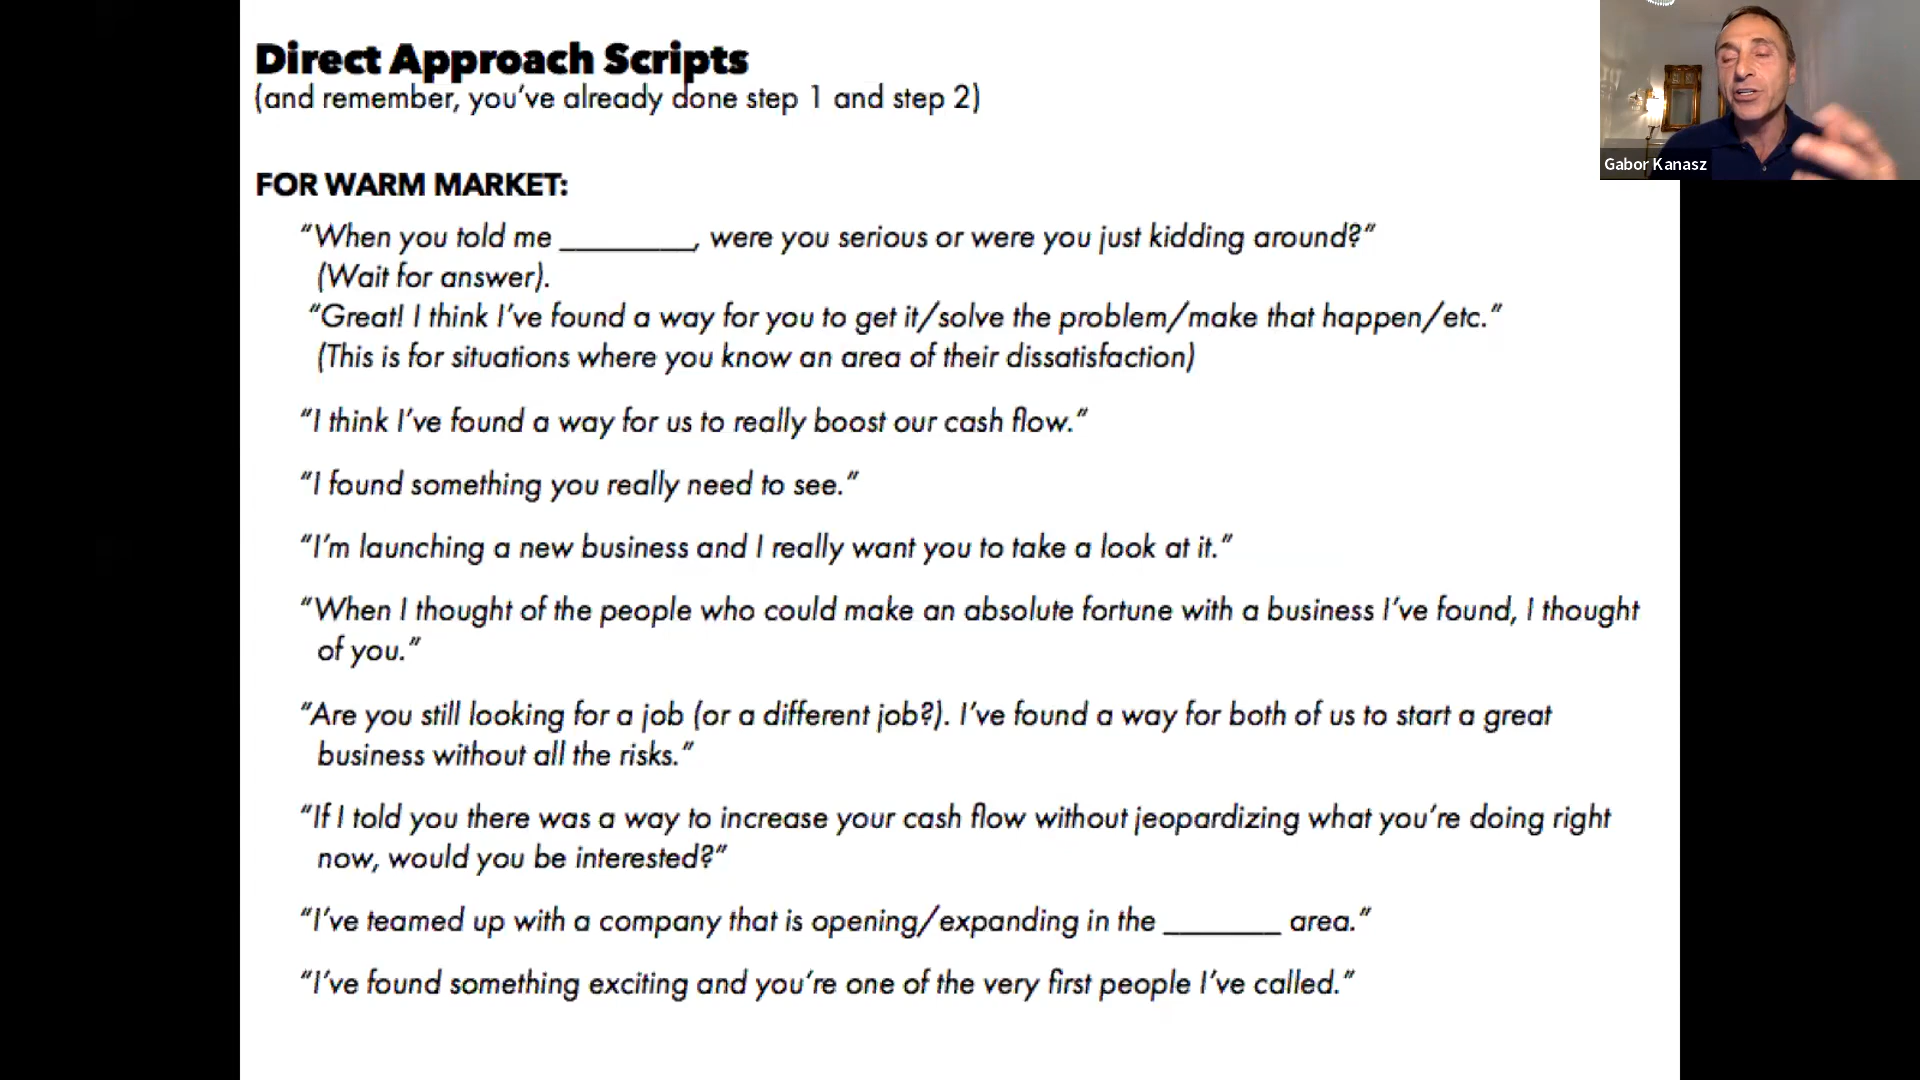 Direct Approach Scripts
(and remember, you've already done step 1 and step 2)
Gabor Kanasz
FOR WARM MARKET:
"When you told me _________, were you serious or were you just kidding around?"
(Wait for answer).
"Great! I think I've found a way for you to get it/solve the problem/make that happen/etc."
(This is for situations where you know an area of their dissatisfaction)
"I think I've found a way for us to really boost our cash flow."
"I found something you really need to see."
"I'm launching a new business and I really want you to take a look at it."
"When I thought of the people who could make an absolute fortune with a business I've found, I thought
of you."
"Are you still looking for a job (or a different job?). I've found a way for both of us to start a great
business without all the risks."
"If I told you there was a way to increase your cash flow without jeopardizing what you're doing right
now, would you be interested?"
"I've teamed up with a company that is opening/expanding in the ________ area."
"I've found something exciting and you're one of the very first people I've called."